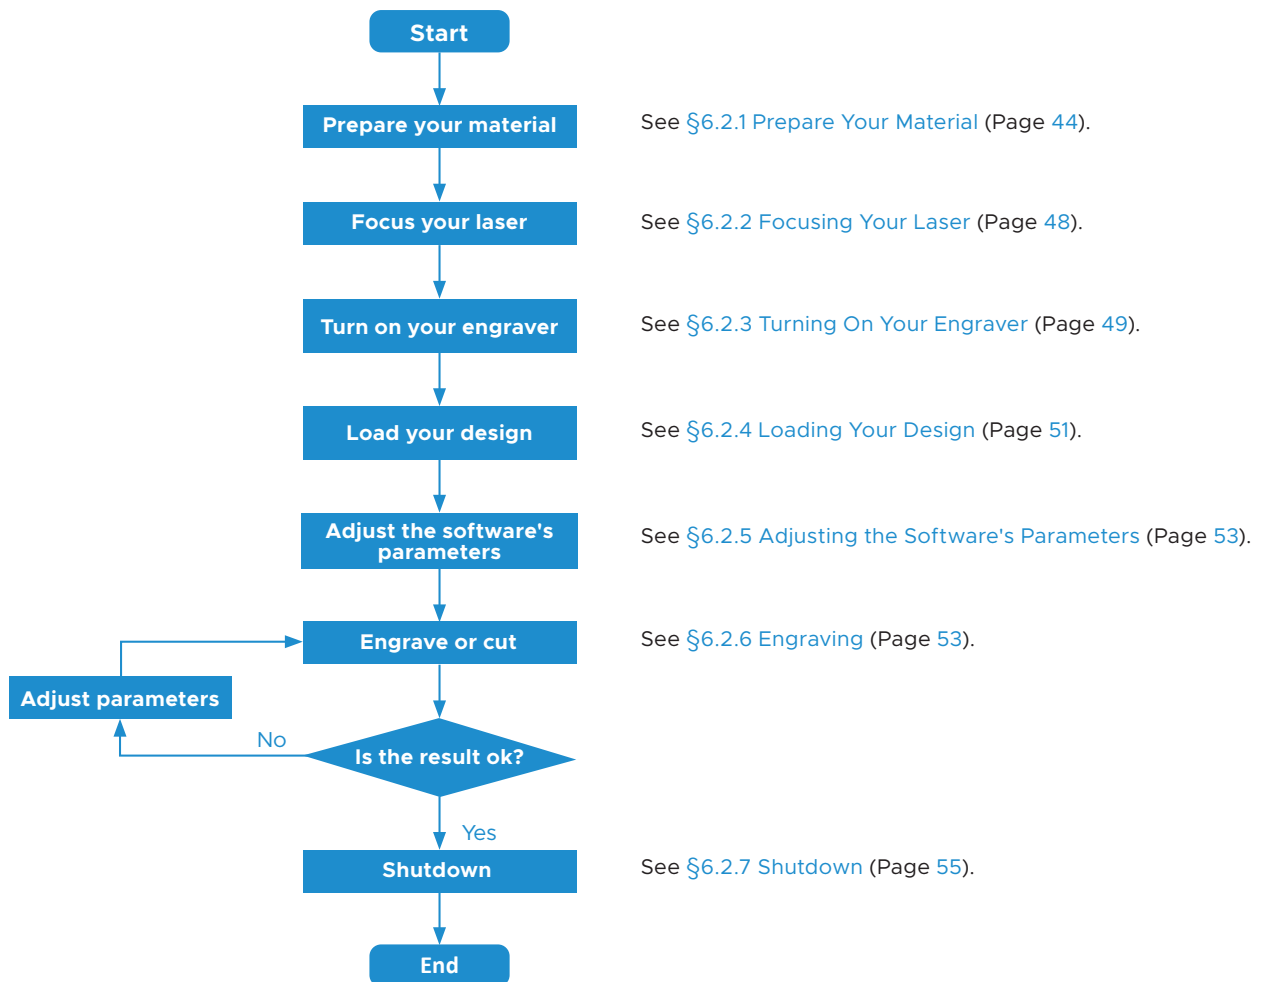 Start
Prepare your material
See §6.2.1 Prepare Your Material (Page 44).
Focus your laser
See §6.2.2 Focusing Your Laser (Page 48).
Turn on your engraver
See §6.2.3 Turning On Your Engraver (Page 49).
Load your design
See §6.2.4 Loading Your Design (Page 51).
Adjust the software's
parameters
See §6.2.5 Adjusting the Software's Parameters (Page 53).
Engrave or cut
See §6.2.6 Engraving (Page 53).
Adjust parameters
No
Is the result ok?
Yes
Shutdown
See §6.2.7 Shutdown (Page 55).
End